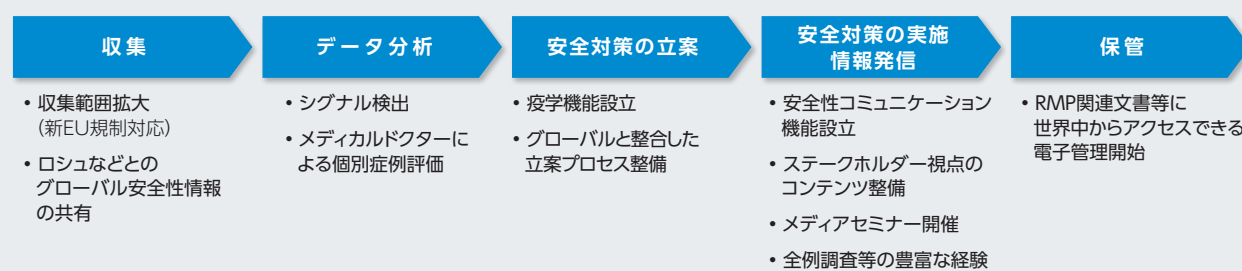 収集
• 収集範囲拡大
(新EU規制対応)
• ロシュなどとの
グローバル安全性情報
の共有
データ分析
• シグナル検出
• メディカルドクターに
よる個別症例評価
安全対策の立案
• 疫学機能設立
• グローバルと整合した
立案プロセス整備
安全対策の実施
情報発信
• 安全性コミュニケーション
機能設立
• ステークホルダー視点の
コンテンツ整備
• メディアセミナー開催
• 全例調査等の豊富な経験
保管
• RMP関連文書等に
世界中からアクセスできる
電子管理開始